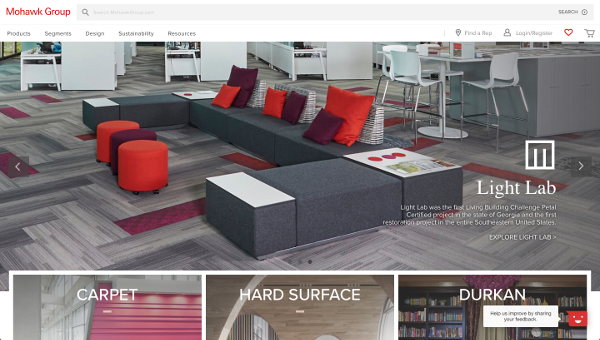 Mohawk Group
Search MohawkGroup.com
SEARCH
Products Segments Design Sustainability Resources
Find a Rep Login/Register
Light Lab
Light Lab was the first Living Building Challenge Petal
Certified project in the state of Georgia and the first
restoration project in the entire Southeastern United States.
EXPLORE LIGHT LAB >
CARPET
HARD SURFACE
DURKAN
Help us improve by sharing
your feedback.